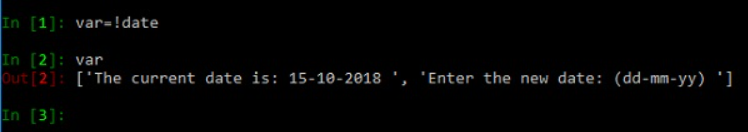 In [1]: var=!date
In [2]: var
Out[2]: ['The current date is: 15-10-2018 ', 'Enter the new date: (dd-mm-yy) ']
In [3]: